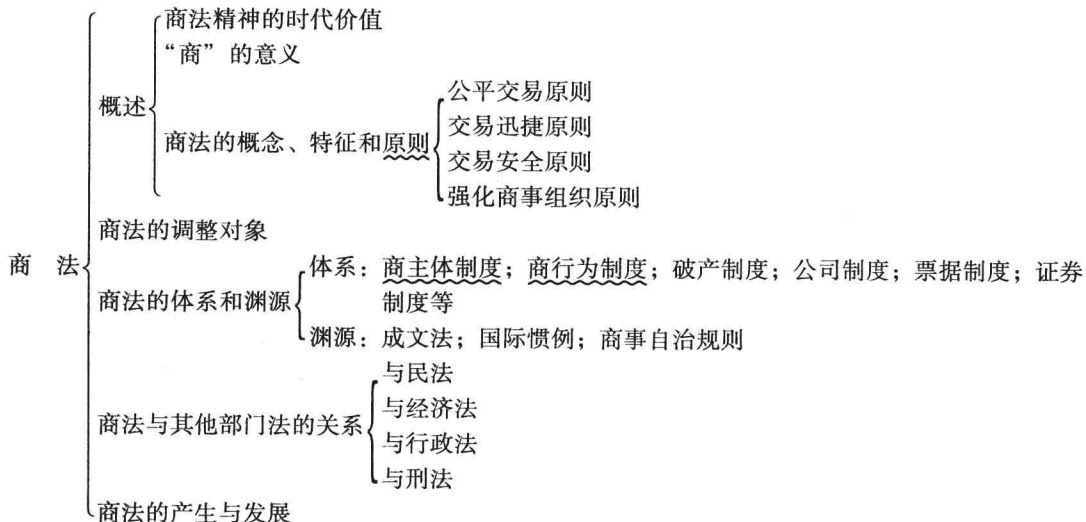 商法精神的时代价值
“商”的意义
概述
公平交易原则
交易迅捷原则
商法的概念、特征和原则
交易安全原则
强化商事组织原则
商法的调整对象
商 法
体系：商主体制度；商行为制度；破产制度；公司制度；票据制度；证券
制度等
商法的体系和渊源
渊源：成文法；国际惯例；商事自治规则
与民法
与经济法
商法与其他部门法的关系
与行政法
与刑法
商法的产生与发展